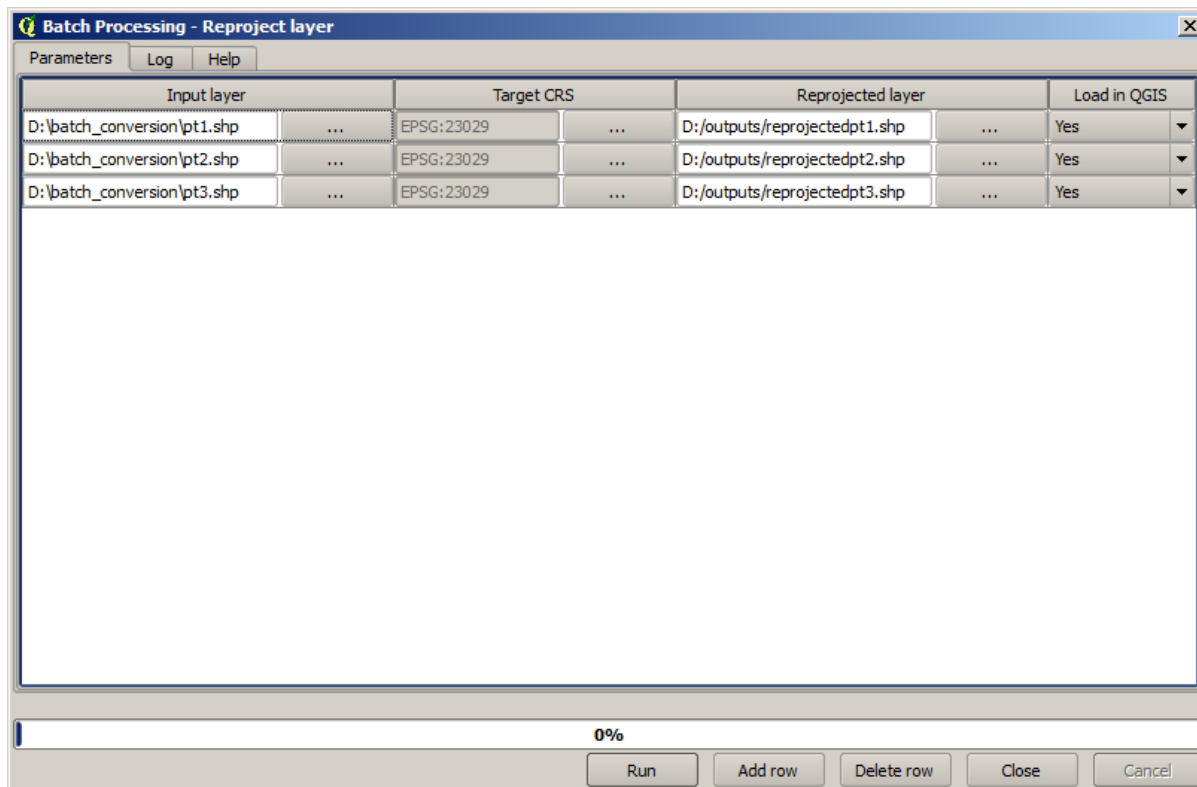 Batch Processing - Reproject layer
Parameters Log Help
Input layer Target CRS Reprojected layer Load in QGIS
D:\batch_conversion\pt1.shp ... EPSG:23029 ... D:/outputs/reprojectedpt1.shp ... Yes
D:\batch_conversion\pt2.shp ... EPSG:23029 ... D:/outputs/reprojectedpt2.shp ... Yes
D:\batch_conversion\pt3.shp ... EPSG:23029 ... D:/outputs/reprojectedpt3.shp ... Yes
0%
Run Add row Delete row Close Cancel